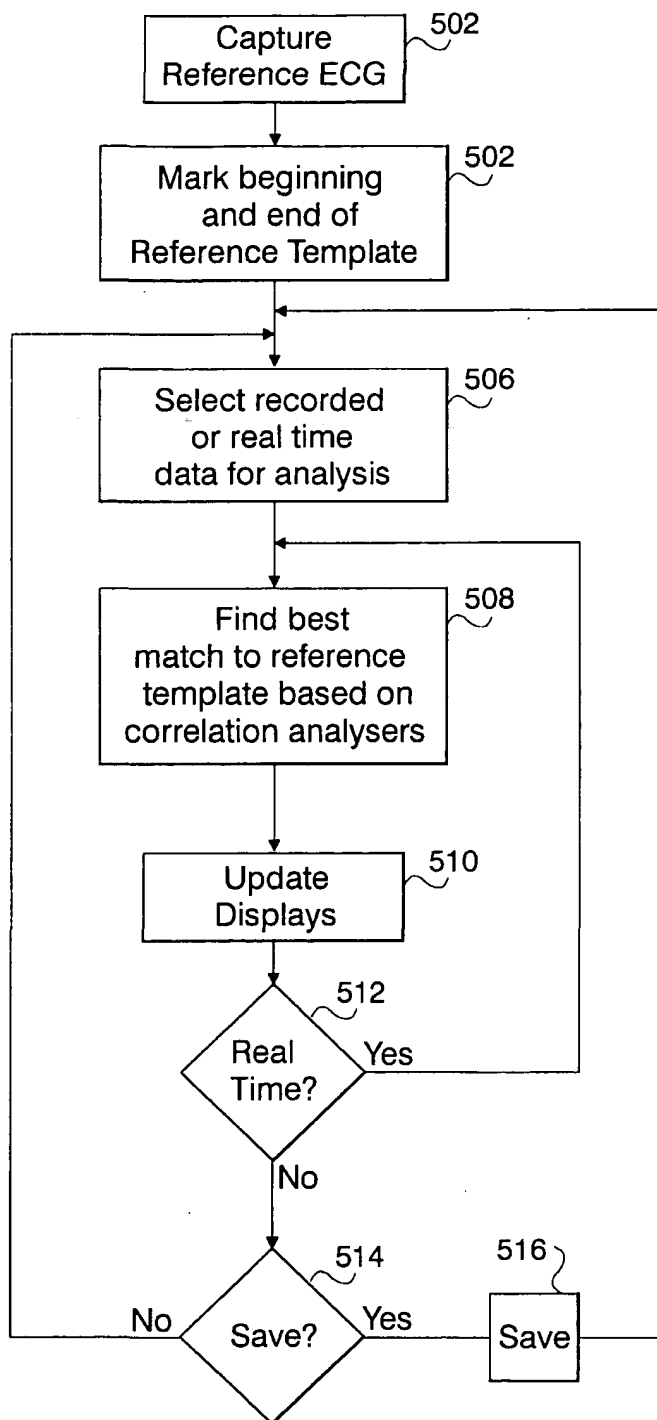 Capture
Reference ECG
502
Mark beginning
and end of
Reference Template
502
Select recorded
or real time
data for analysis
506
Find best
match to reference
template based on
correlation analysers
508
Update
Displays
510
Real
Time?
512
Yes
No
Save?
514
No
Yes
Save
516